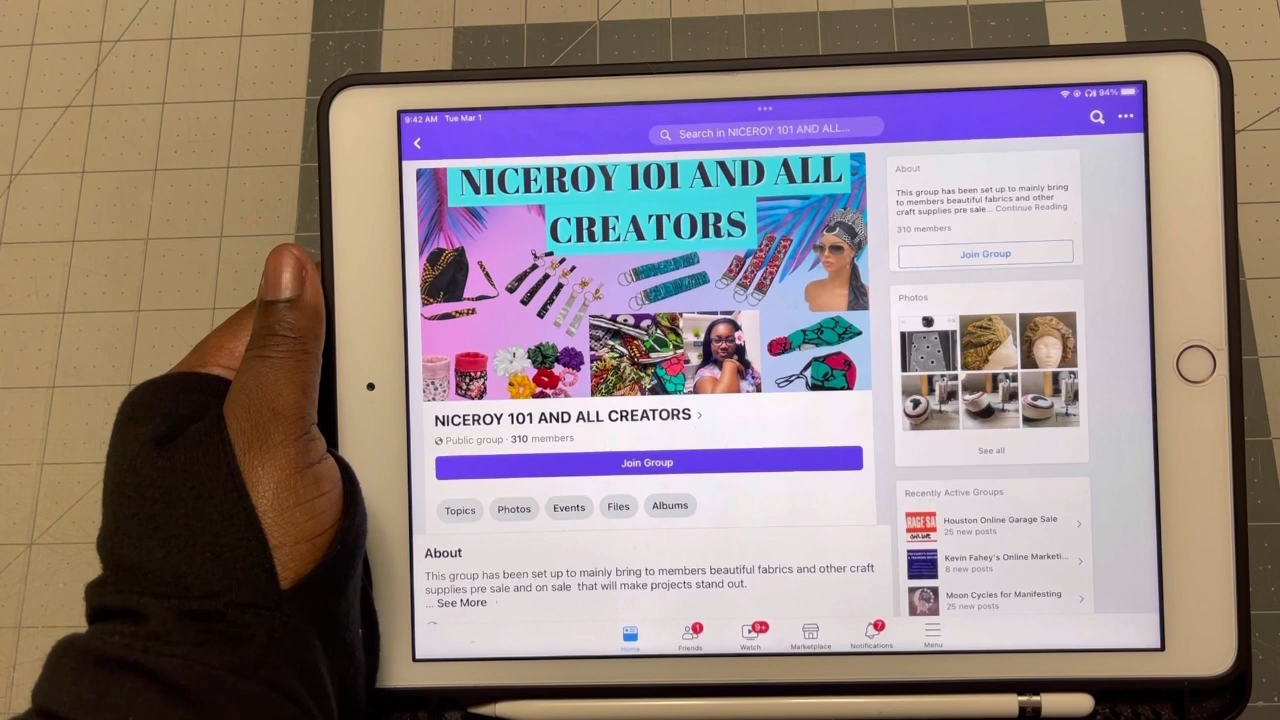 9:42 AM Tue Mar 1
94%
Search in NICEROY 101 AND ALL...
NICEROY 101 AND ALL
CREATORS
NICEROY 101 AND ALL CREATORS
Public group · 310 members
Join Group
Topics Photos Events Files Albums
About
This group has been set up to mainly bring to members beautiful fabrics and other craft
supplies pre sale and on sale that will make projects stand out.
... See More
About
This group has been set up to mainly bring
to members beautiful fabrics and other
craft supplies pre sale... Continue Reading
310 members
Join Group
Photos
See all
Recently Active Groups
RAGE SA
Houston Online Garage Sale
25 new posts
Kevin Fahey's Online Marketi...
8 new posts
Moon Cycles for Manifesting
25 new posts
1 9+ 7
Home Friends Watch Marketplace Notifications Menu